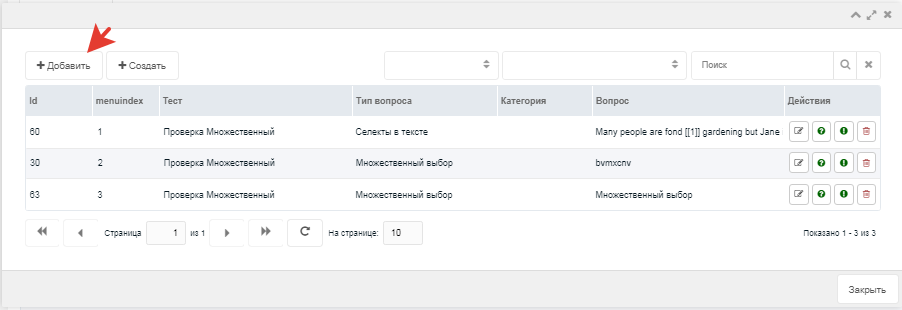 Добавить Создать Поиск
Id menuindex Тест Тип вопроса Категория Вопрос Действия
60 1 Проверка Множественный Селекты в тексте Many people are fond [[1]] gardening but Jane
30 2 Проверка Множественный Множественный выбор bvmxcnv
63 3 Проверка Множественный Множественный выбор Множественный выбор
Страница 1 из 1 На странице: 10 Показано 1 - 3 из 3
Закрыть